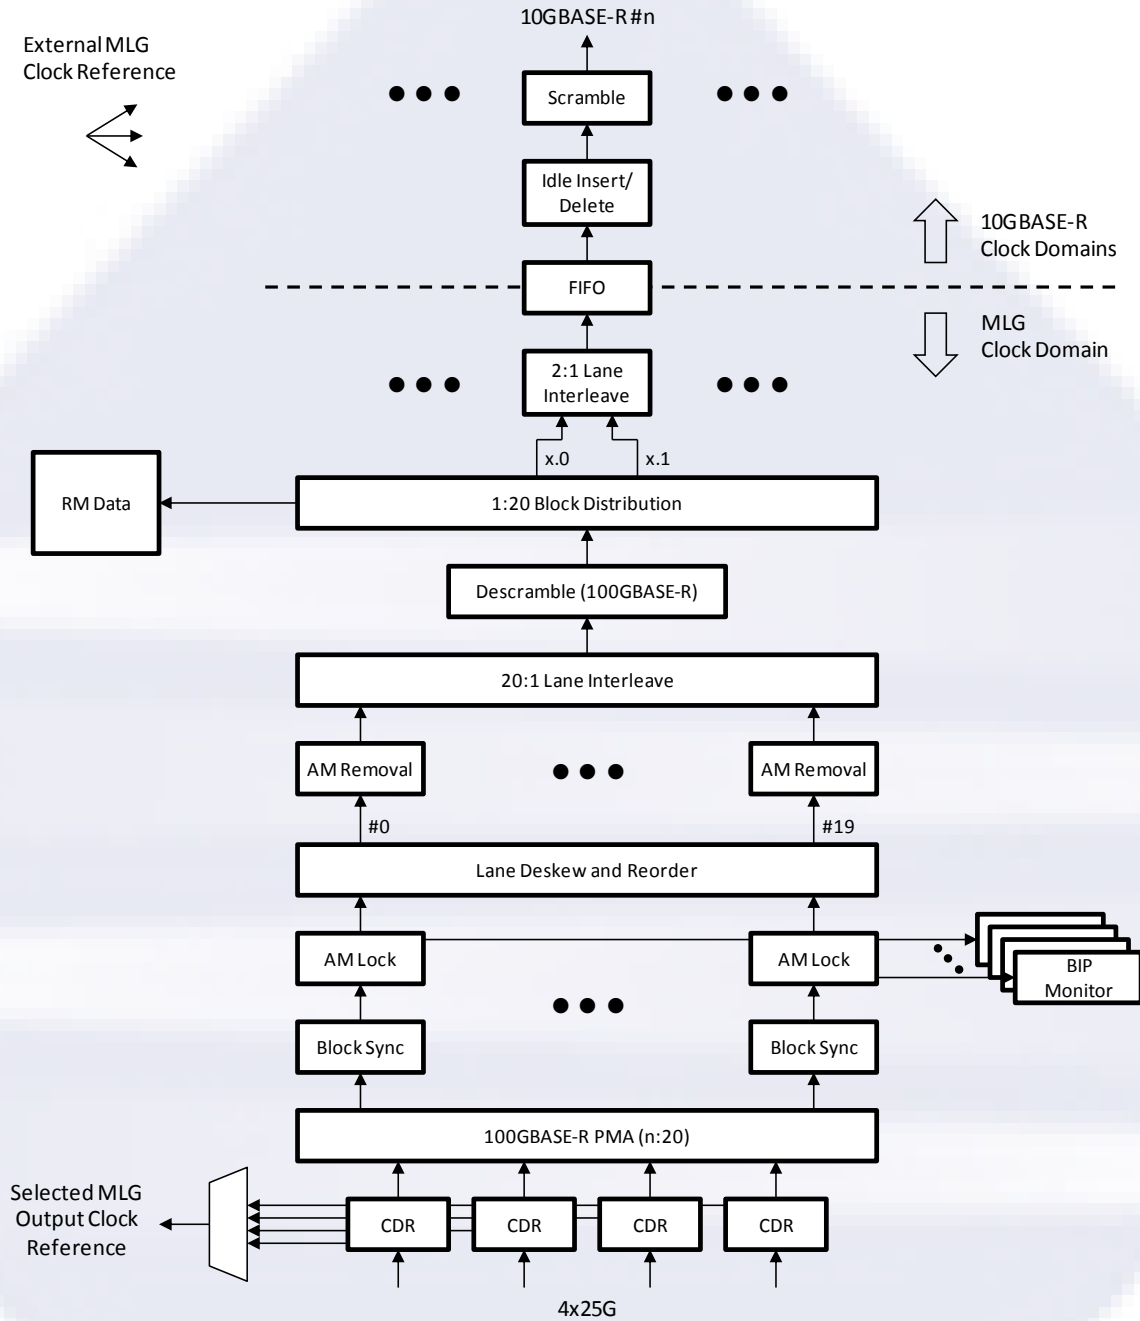 10GBASE-R #n
External MLG
Clock Reference
Scramble
Idle Insert/
Delete
10GBASE-R
Clock Domains
FIFO
MLG
Clock Domain
2:1 Lane
Interleave
x.0
x.1
RM Data
1:20 Block Distribution
Descramble (100GBASE-R)
20:1 Lane Interleave
AM Removal
AM Removal
#0
#19
Lane Deskew and Reorder
AM Lock
AM Lock
BIP
Monitor
Block Sync
Block Sync
100GBASE-R PMA (n:20)
Selected MLG
Output Clock
Reference
CDR
CDR
CDR
CDR
4x25G